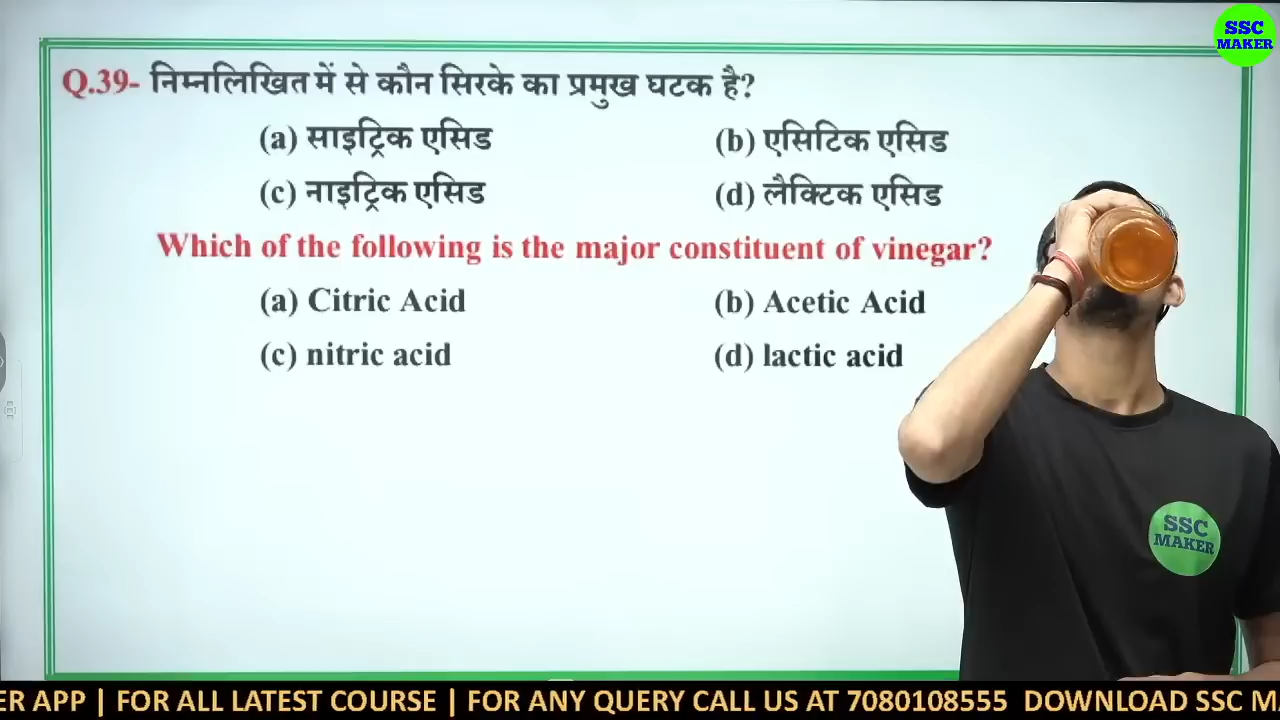 SSC
MAKER
Q.39- निम्नलिखित में से कौन सिरके का प्रमुख घटक है?
(a) साइट्रिक एसिड (b) एसिटिक एसिड
(c) नाइट्रिक एसिड (d) लैक्टिक एसिड
Which of the following is the major constituent of vinegar?
(a) Citric Acid (b) Acetic Acid
(c) nitric acid (d) lactic acid
SSC
MAKER
ER APP | FOR ALL LATEST COURSE | FOR ANY QUERY CALL US AT 7080108555 DOWNLOAD SSC MA